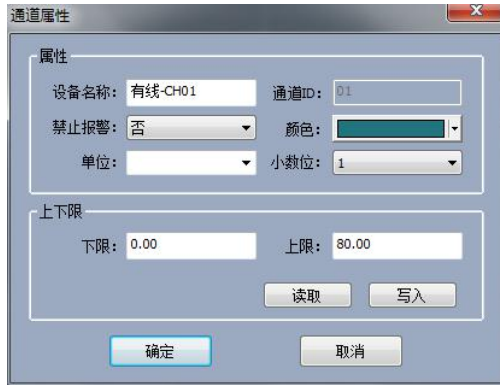 通道属性
属性
设备名称: 有线-CH01 通道ID: 01
禁止报警: 否 颜色:
单位: 小数位: 1
上下限
下限: 0.00 上限: 80.00
读取 写入
确定 取消